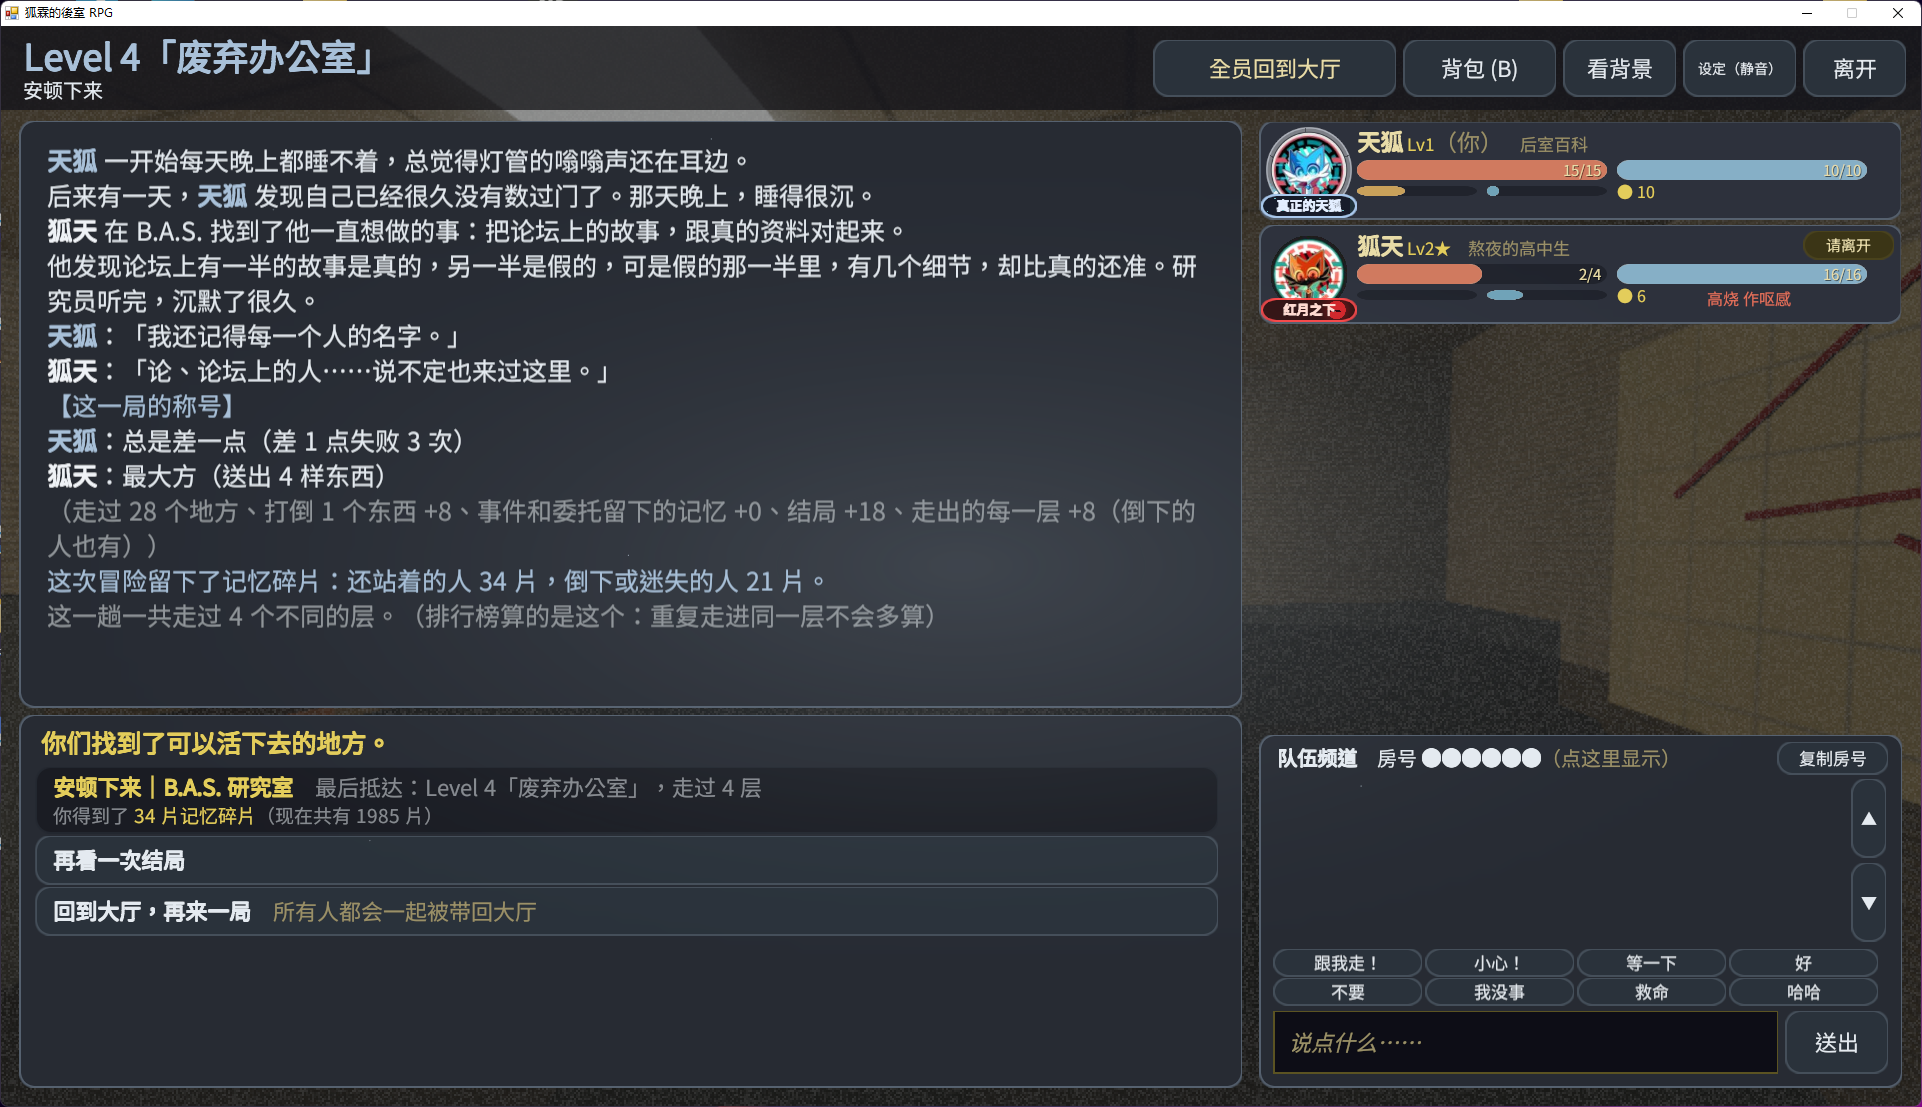 狐霖的後室 RPG
Level 4「废弃办公室」
安顿下来
全员回到大厅
背包 (B)
看背景
设定（静音）
离开
天狐 一开始每天晚上都睡不着，总觉得灯管的嗡嗡声还在耳边。
后来有一天，天狐 发现自己已经很久没有数过门了。那天晚上，睡得很沉。
狐天 在 B.A.S. 找到了他一直想做的事：把论坛上的故事，跟真的资料对起来。
他发现论坛上有一半的故事是真的，另一半是假的，可是假的那一半里，有几个细节，却比真的还准。研
究员听完，沉默了很久。
天狐：「我还记得每一个人的名字。」
狐天：「论、论坛上的人……说不定也来过这里。」
【这一局的称号】
天狐：总是差一点（差 1 点失败 3 次）
狐天：最大方（送出 4 样东西）
（走过 28 个地方、打倒 1 个东西 +8、事件和委托留下的记忆 +0、结局 +18、走出的每一层 +8（倒下的
人也有））
这次冒险留下了记忆碎片：还站着的人 34 片，倒下或迷失的人 21 片。
这一趟一共走过 4 个不同的层。（排行榜算的是这个：重复走进同一层不会多算）
你们找到了可以活下去的地方。
安顿下来｜B.A.S. 研究室 最后抵达：Level 4「废弃办公室」，走过 4 层
你得到了 34 片记忆碎片（现在共有 1985 片）
再看一次结局
回到大厅，再来一局 所有人都会一起被带回大厅
天狐 Lv1（你） 后室百科
15/15 10/10
10
真正的天狐
狐天 Lv2★ 熬夜的高中生 请离开
2/4 16/16
6 高烧 作呕感
红月之下
队伍频道 房号 ●●●●●●（点这里显示） 复制房号
▲
▼
跟我走！ 小心！ 等一下 好
不要 我没事 救命 哈哈
说点什么…… 送出